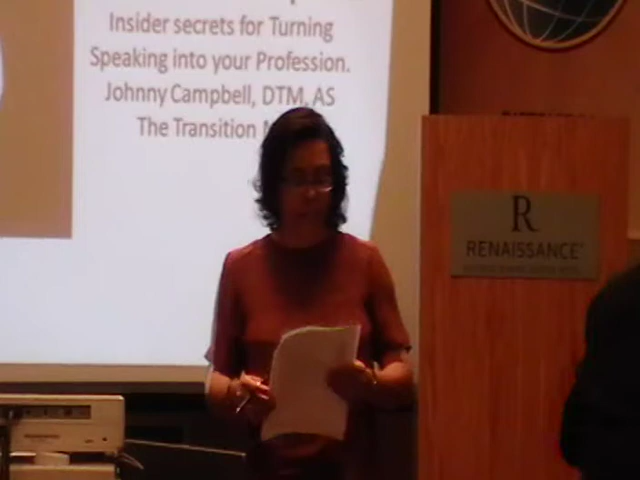 Insider secrets for Turning
Speaking into your Profession.
Johnny Campbell, DTM, AS
The Transition
R
RENAISSANCE